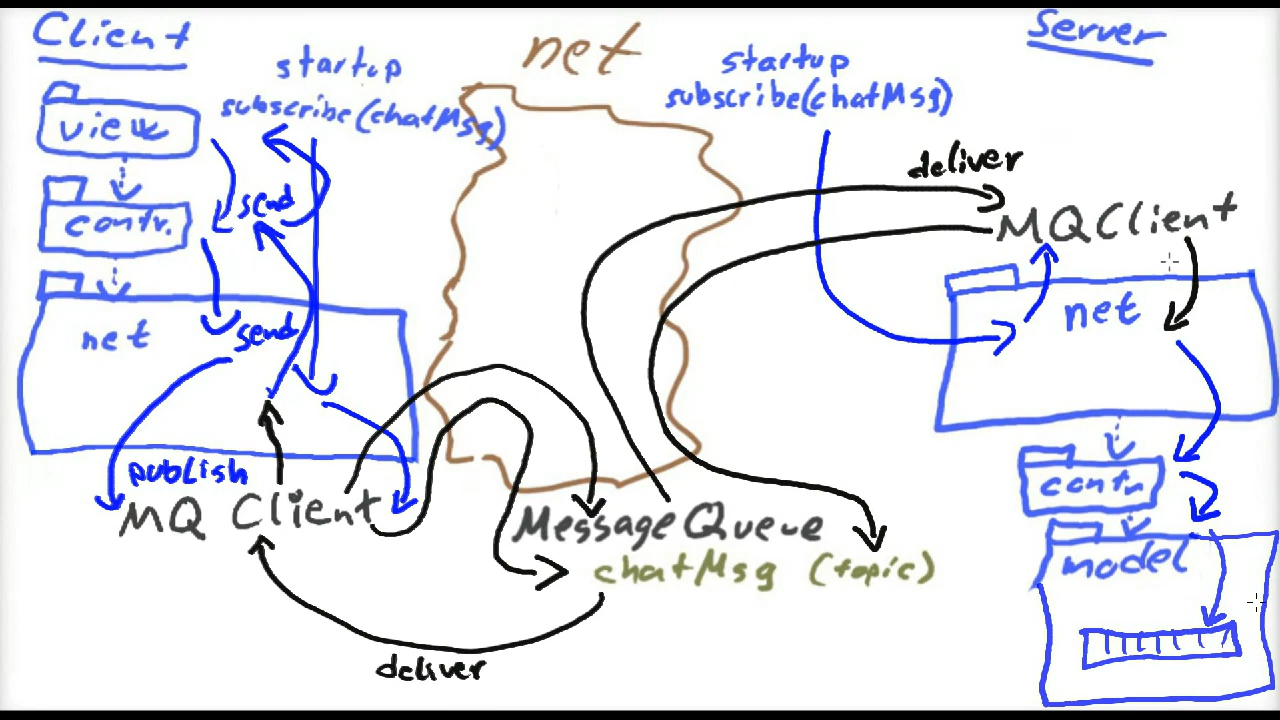 Client
net
Server
startup
subscribe(chatMsg)
startup
subscribe(chatMsg)
view
deliver
send
contr.
MQClient
net
send
net
publish
MQ Client
MessageQueue
chatMsg (topic)
contr
model
deliver